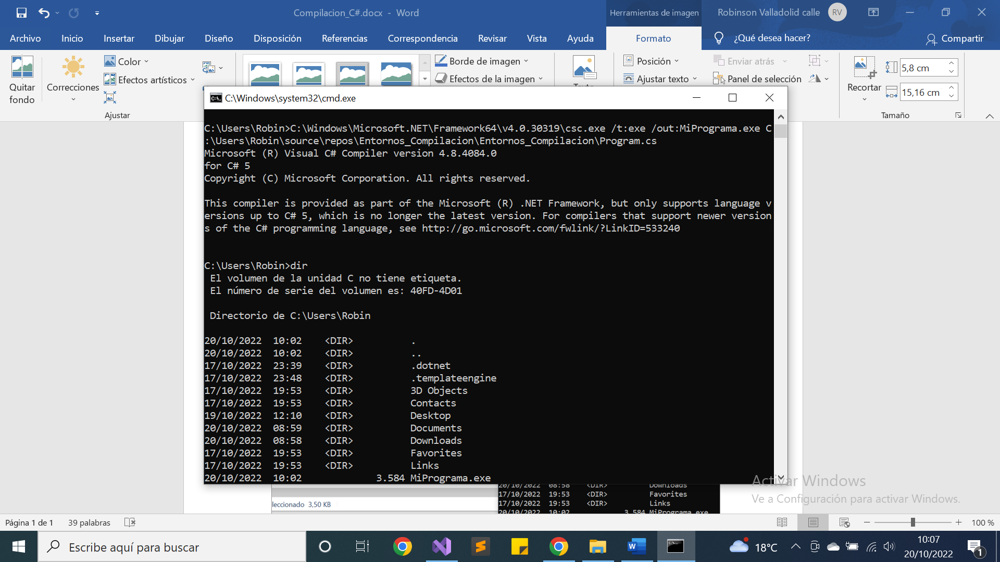 Compilacion_C#.docx - Word
Herramientas de imagen
Robinson Valladolid calle
RV
Archivo
Inicio
Insertar
Dibujar
Diseño
Disposición
Referencias
Correspondencia
Revisar
Vista
Ayuda
Formato
¿Qué desea hacer?
Compartir
Quitar
fondo
Correcciones
Color
Efectos artísticos
Ajustar
Borde de imagen
Efectos de la imagen
Posición
Ajustar texto
Enviar atrás
Panel de selección
Recortar
5,8 cm
15,16 cm
Tamaño
C:\Windows\system32\cmd.exe
C:\Users\Robin>C:\Windows\Microsoft.NET\Framework64\v4.0.30319\csc.exe /t:exe /out:MiPrograma.exe C
:\Users\Robin\source\repos\Entornos_Compilacion\Entornos_Compilacion\Program.cs
Microsoft (R) Visual C# Compiler version 4.8.4084.0
for C# 5
Copyright (C) Microsoft Corporation. All rights reserved.
This compiler is provided as part of the Microsoft (R) .NET Framework, but only supports language v
ersions up to C# 5, which is no longer the latest version. For compilers that support newer version
s of the C# programming language, see http://go.microsoft.com/fwlink/?LinkID=533240
C:\Users\Robin>dir
El volumen de la unidad C no tiene etiqueta.
El número de serie del volumen es: 40FD-4D01
Directorio de C:\Users\Robin
20/10/2022 10:02 <DIR> .
20/10/2022 10:02 <DIR> ..
17/10/2022 23:39 <DIR> .dotnet
17/10/2022 23:48 <DIR> .templateengine
17/10/2022 19:53 <DIR> 3D Objects
17/10/2022 19:53 <DIR> Contacts
19/10/2022 12:10 <DIR> Desktop
20/10/2022 08:59 <DIR> Documents
20/10/2022 08:58 <DIR> Downloads
17/10/2022 19:53 <DIR> Favorites
17/10/2022 19:53 <DIR> Links
20/10/2022 10:02 3.584 MiPrograma.exe
20/10/2022 08:58 <DIR> Downloads
17/10/2022 19:53 <DIR> Favorites
17/10/2022 19:53 <DIR> Links
20/10/2022 10:02 3.584 MiPrograma.exe
leccionado 3,50 KB
Activar Windows
Ve a Configuración para activar Windows.
Página 1 de 1
39 palabras
100 %
Escribe aquí para buscar
18°C
10:07
20/10/2022
1